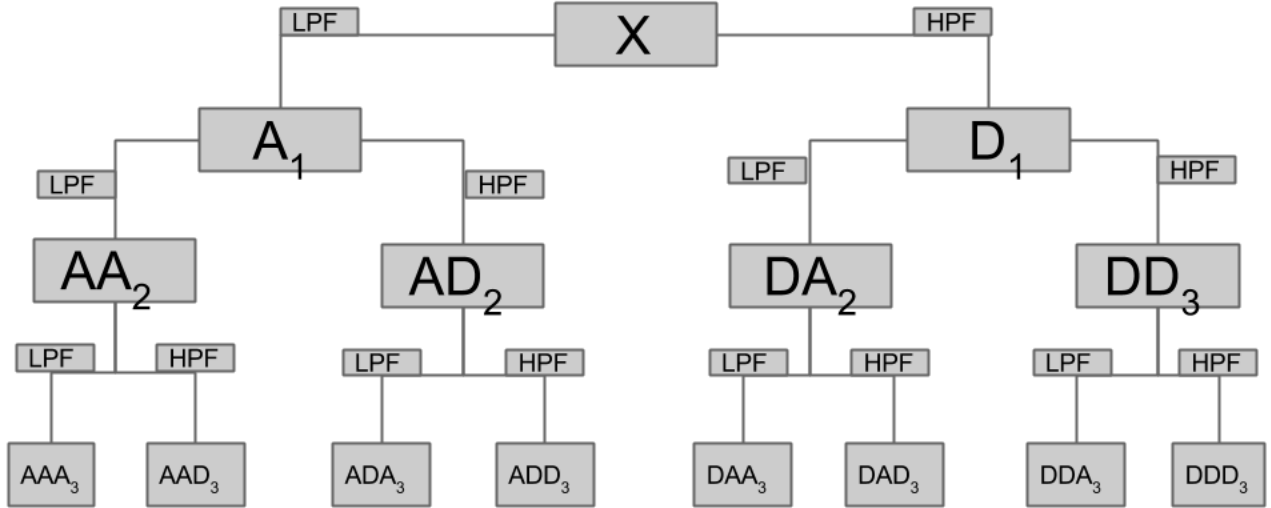 LPF X HPF
A1 D1
LPF HPF LPF HPF
AA2 AD2 DA2 DD3
LPF HPF LPF HPF LPF HPF LPF HPF
AAA3 AAD3 ADA3 ADD3 DAA3 DAD3 DDA3 DDD3